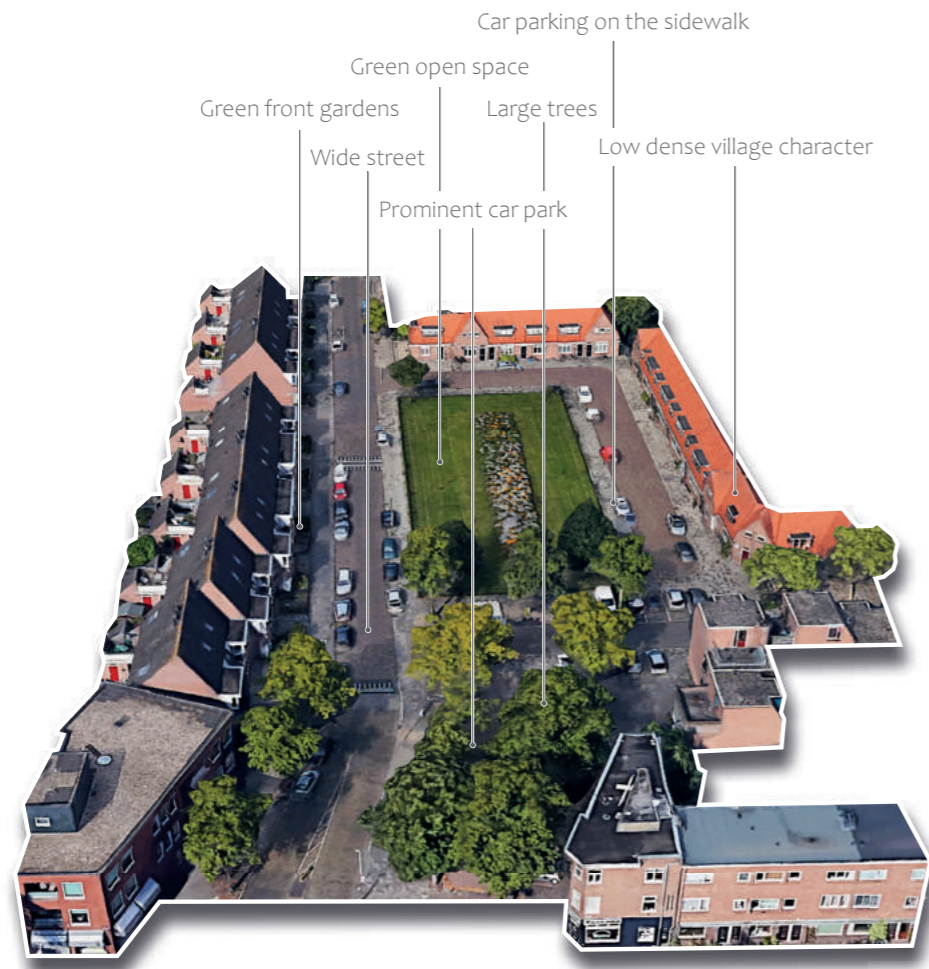 Car parking on the sidewalk
Green open space
Green front gardens
Large trees
Wide street
Low dense village character
Prominent car park